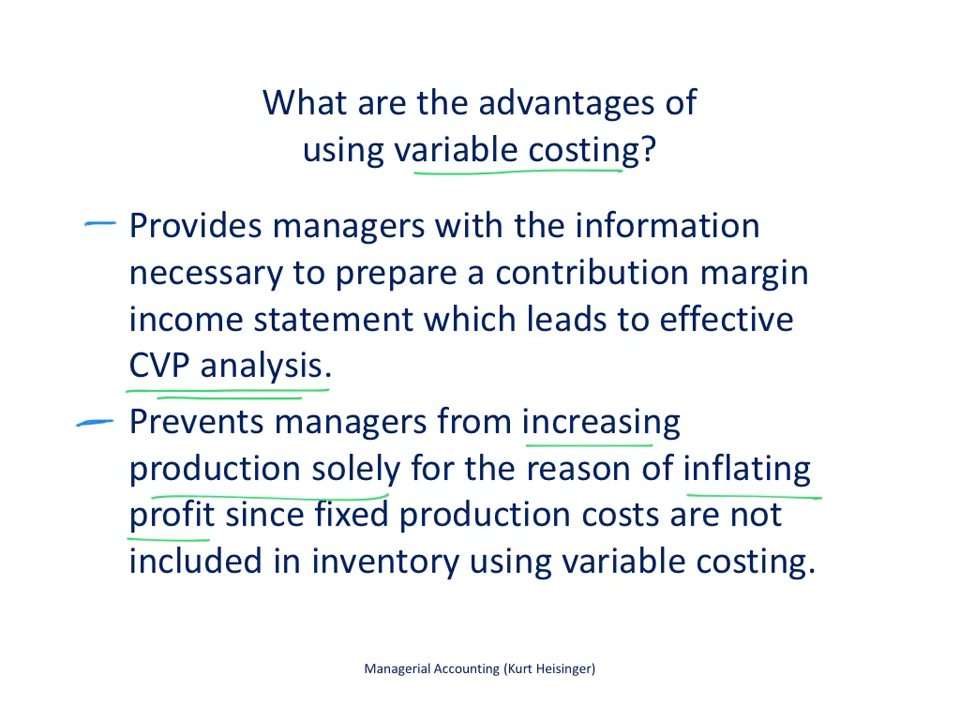 What are the advantages of
using variable costing?
Provides managers with the information
necessary to prepare a contribution margin
income statement which leads to effective
CVP analysis.
Prevents managers from increasing
production solely for the reason of inflating
profit since fixed production costs are not
included in inventory using variable costing.
Managerial Accounting (Kurt Heisinger)